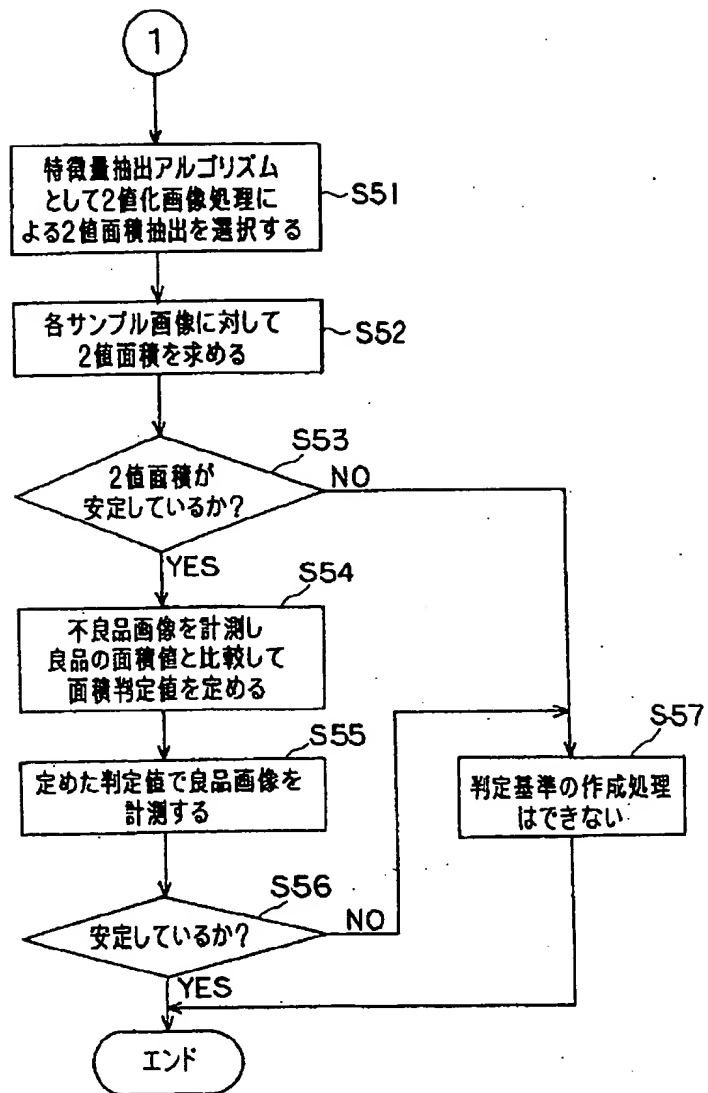 1
特徴量抽出アルゴリズム
として2値化画像処理に
よる2値面積抽出を選択する
S51
各サンプル画像に対して
2値面積を求める
S52
S53
2値面積が
安定しているか?
NO
YES
S54
不良品画像を計測し
良品の面積値と比較して
面積判定値を定める
S55
定めた判定値で良品画像を
計測する
S57
判定基準の作成処理
はできない
S56
安定しているか?
NO
YES
エンド